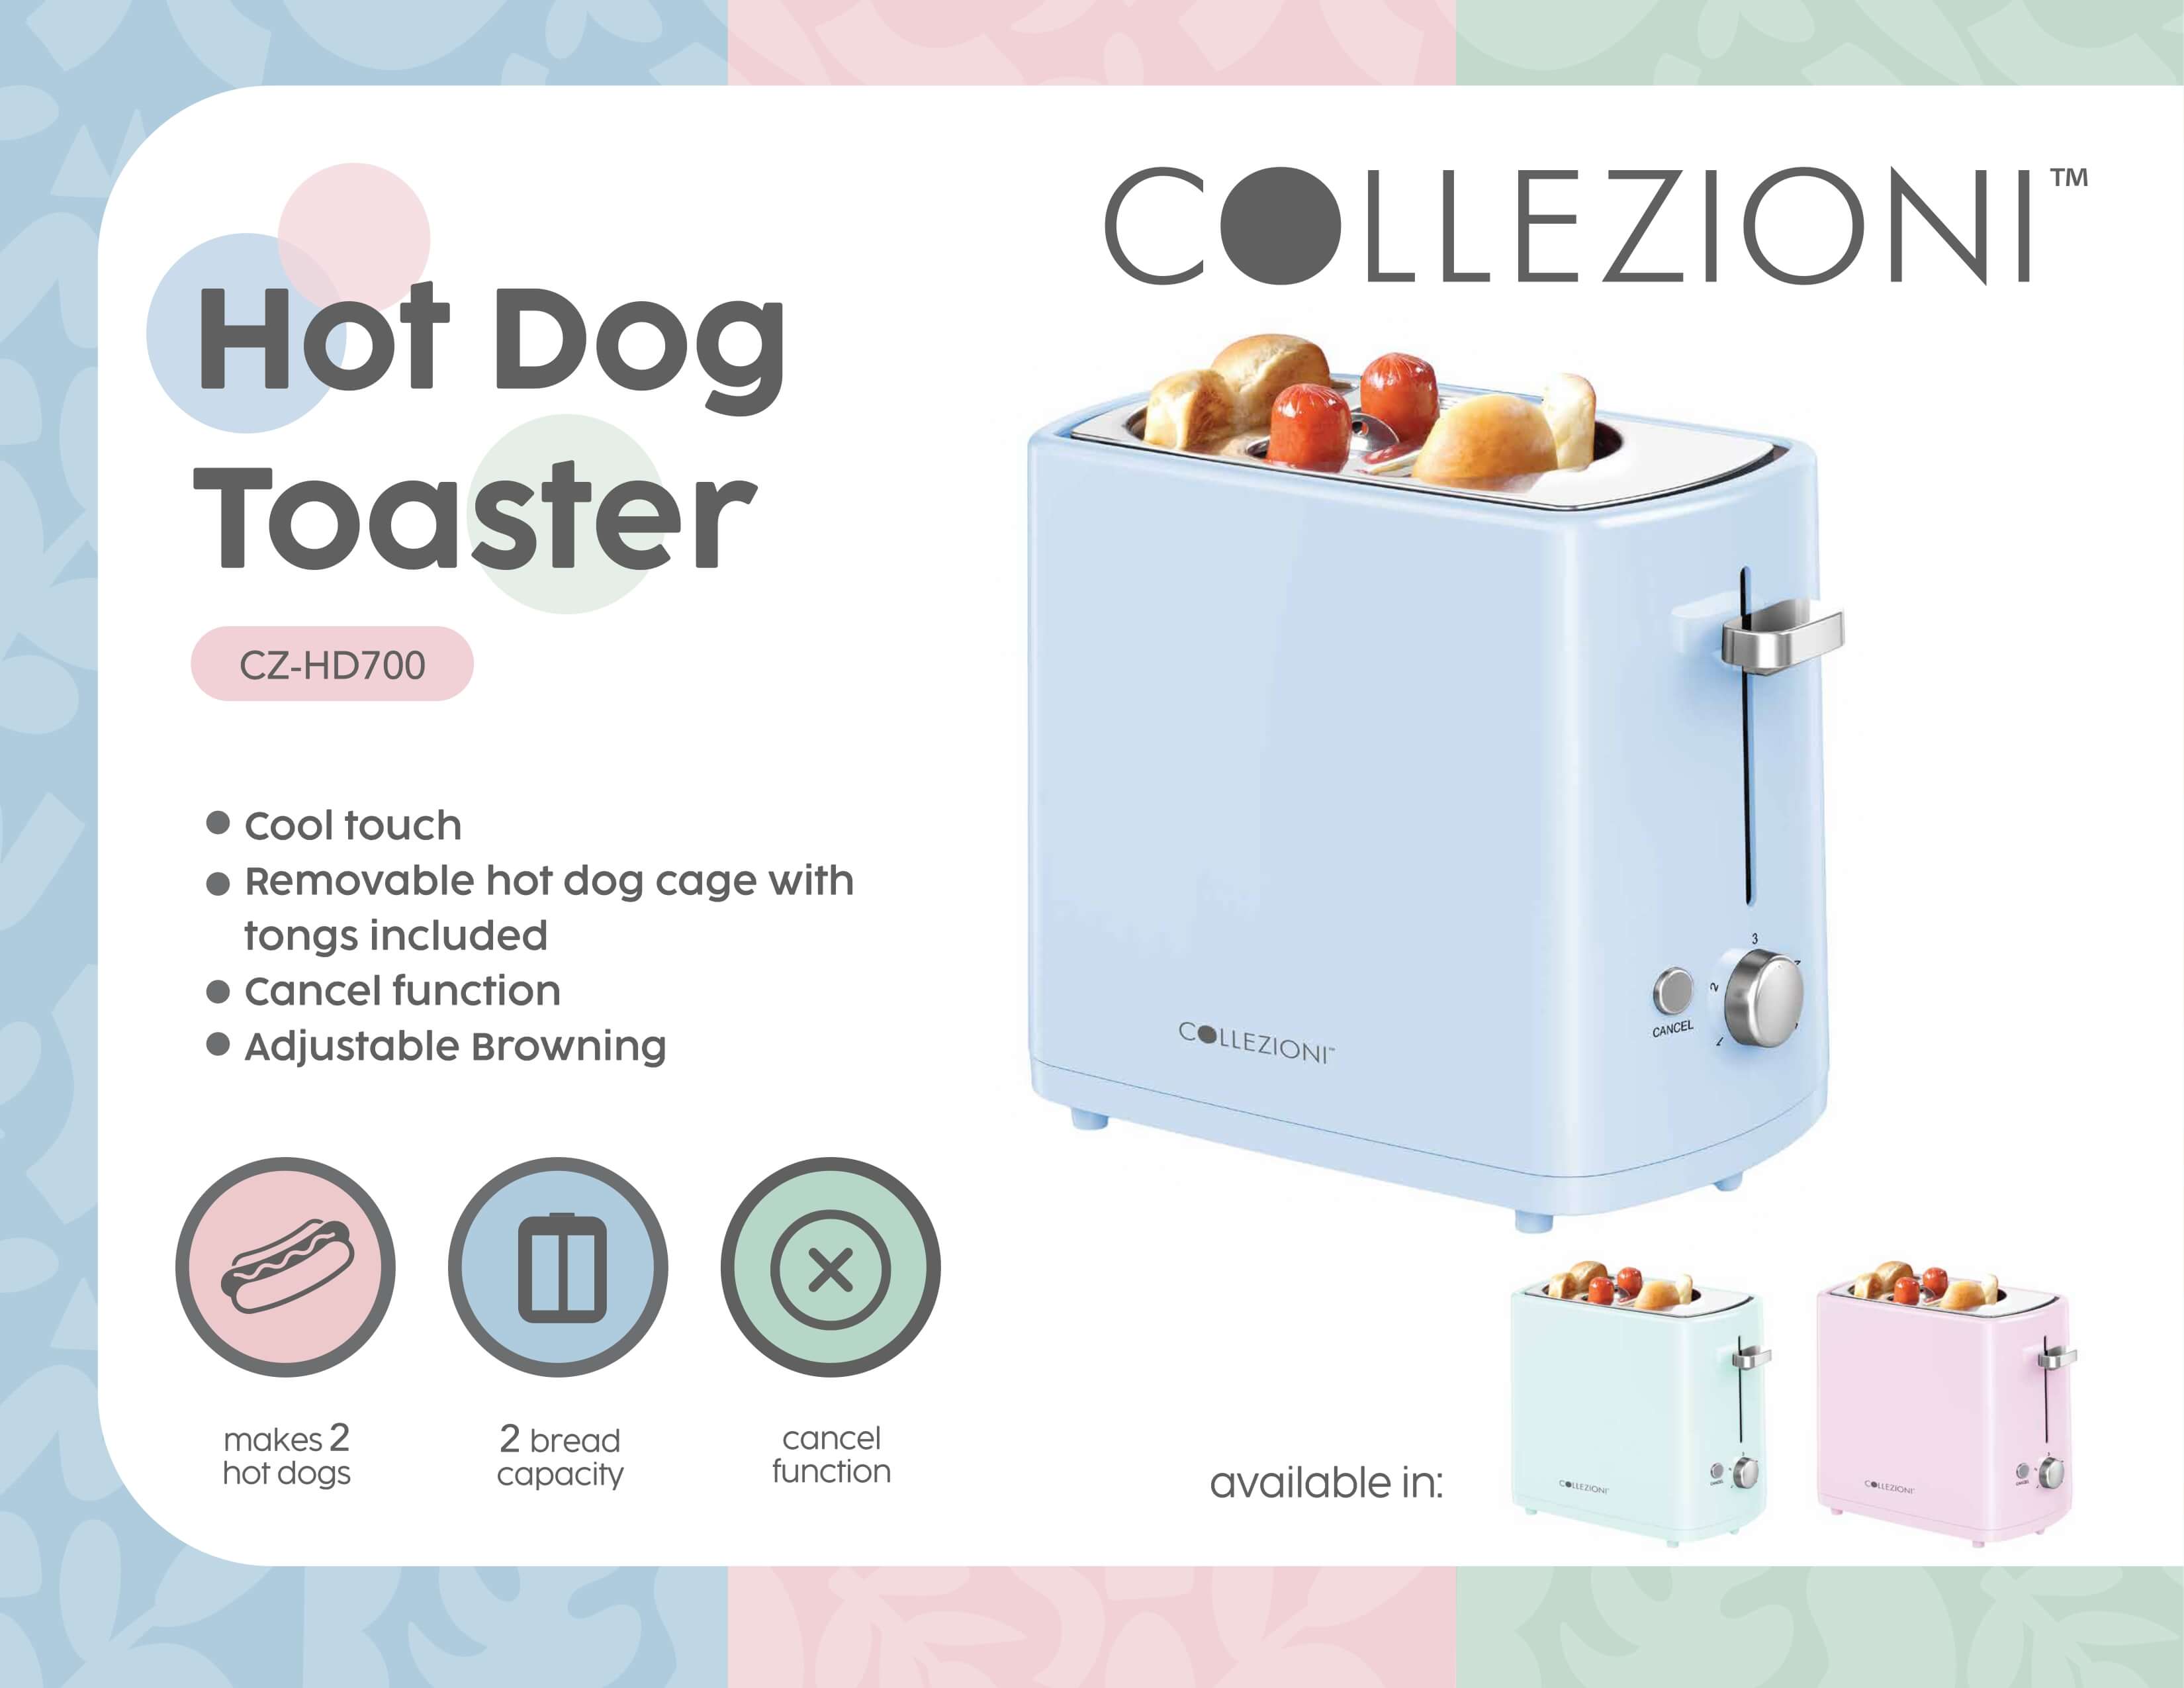 COLLEZIONI™
Hot Dog
Toaster
CZ-HD700
● Cool touch
● Removable hot dog cage with
tongs included
● Cancel function
● Adjustable Browning
makes 2
hot dogs
2 bread
capacity
cancel
function
3
2
1
CANCEL
COLLEZIONI™
available in:
COLLEZIONI
COLLEZIONI